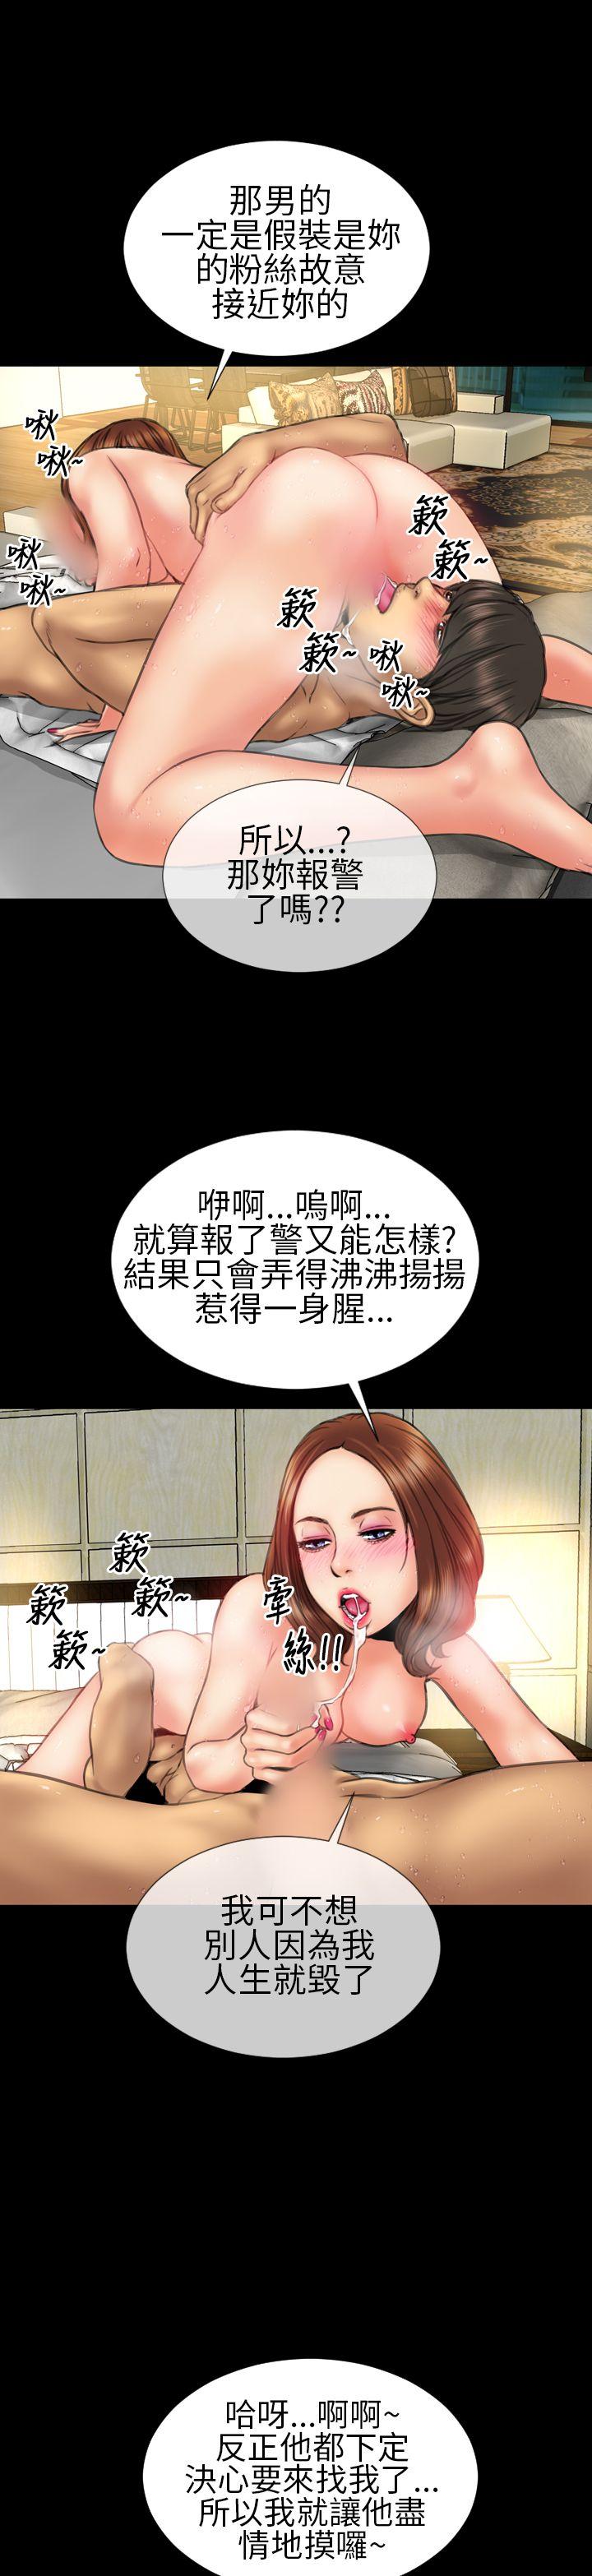 那男的
一定是假裝是妳
的粉絲故意
接近妳的
啾
啾~
啾
啾~
簌
簌~
簌
簌~
啾
啾~
所以...?
那妳報警
了嗎??
咿啊...嗚啊...
就算報了警又能怎樣?
結果只會弄得沸沸揚揚
惹得一身腥...
簌
簌~
簌
簌~
牽
絲!!
我可不想
別人因為我
人生就毀了
哈呀...啊啊~
反正他都下定
決心要來找我了...
所以我就讓他盡
情地摸囉~